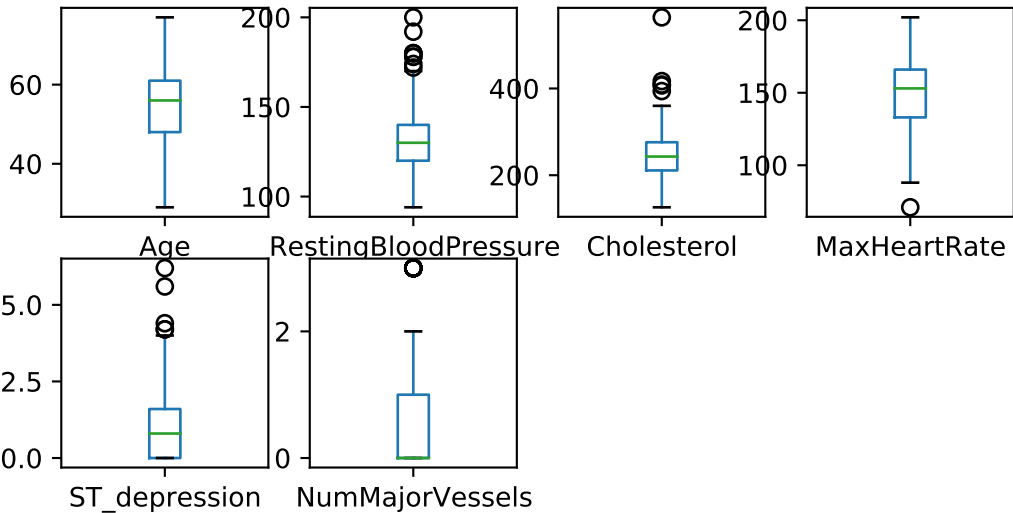 60
40
Age
200
150
100
RestingBloodPressure
400
200
Cholesterol
200
150
100
MaxHeartRate
5.0
2.5
0.0
ST_depression
2
0
NumMajorVessels